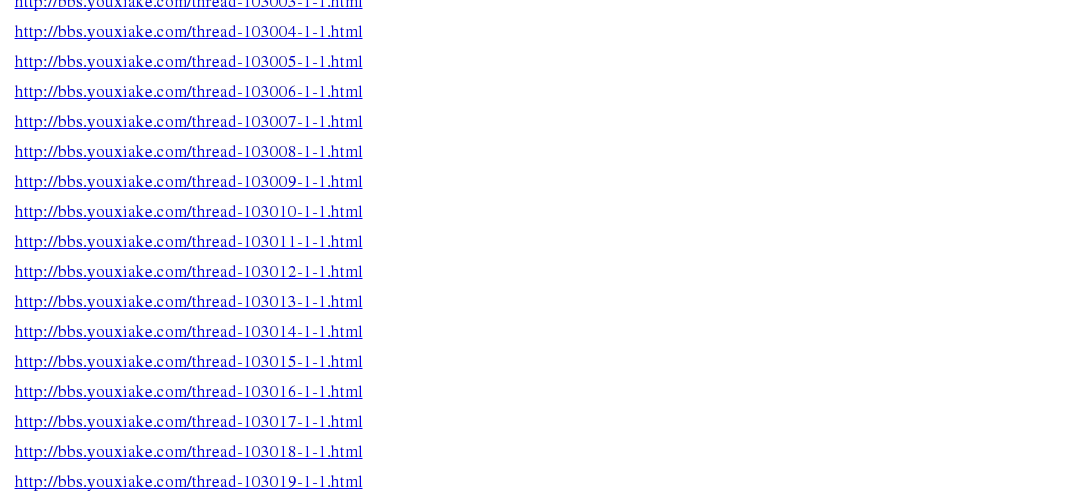 http://bbs.youxiake.com/thread-103003-1-1.html
http://bbs.youxiake.com/thread-103004-1-1.html
http://bbs.youxiake.com/thread-103005-1-1.html
http://bbs.youxiake.com/thread-103006-1-1.html
http://bbs.youxiake.com/thread-103007-1-1.html
http://bbs.youxiake.com/thread-103008-1-1.html
http://bbs.youxiake.com/thread-103009-1-1.html
http://bbs.youxiake.com/thread-103010-1-1.html
http://bbs.youxiake.com/thread-103011-1-1.html
http://bbs.youxiake.com/thread-103012-1-1.html
http://bbs.youxiake.com/thread-103013-1-1.html
http://bbs.youxiake.com/thread-103014-1-1.html
http://bbs.youxiake.com/thread-103015-1-1.html
http://bbs.youxiake.com/thread-103016-1-1.html
http://bbs.youxiake.com/thread-103017-1-1.html
http://bbs.youxiake.com/thread-103018-1-1.html
http://bbs.youxiake.com/thread-103019-1-1.html